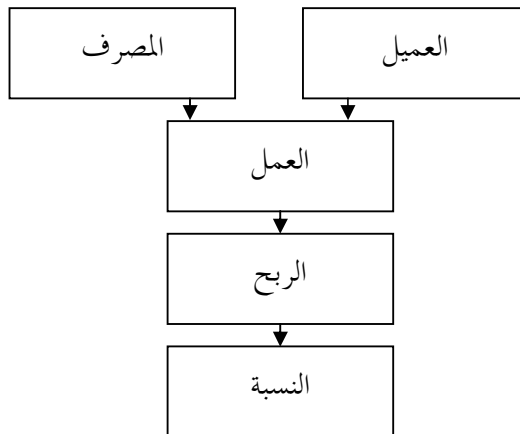 العميل
المصرف
العمل
الربح
النسبة